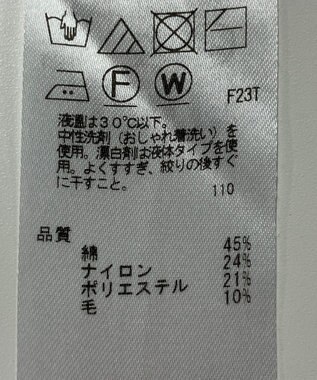 F
W
F23T
液温は30℃以下。
中性洗剤(おしゃれ着洗い)を
使用。漂白剤は液体タイプを使
用。よくすすぎ、絞りの後すぐ
に干すこと。
110
品質
綿 45%
ナイロン 24%
ポリエステル 21%
毛 10%